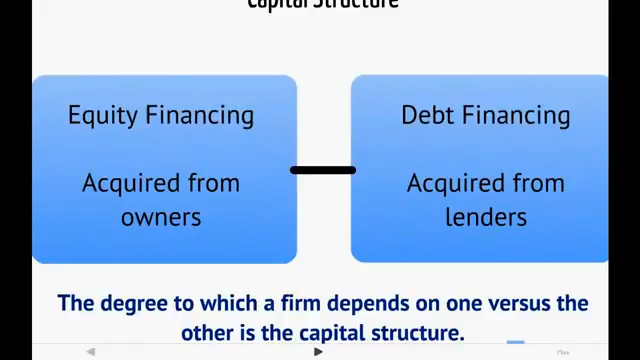 Capital Structure
Equity Financing
Acquired from
owners
Debt Financing
Acquired from
lenders
The degree to which a firm depends on one versus the
other is the capital structure.
More